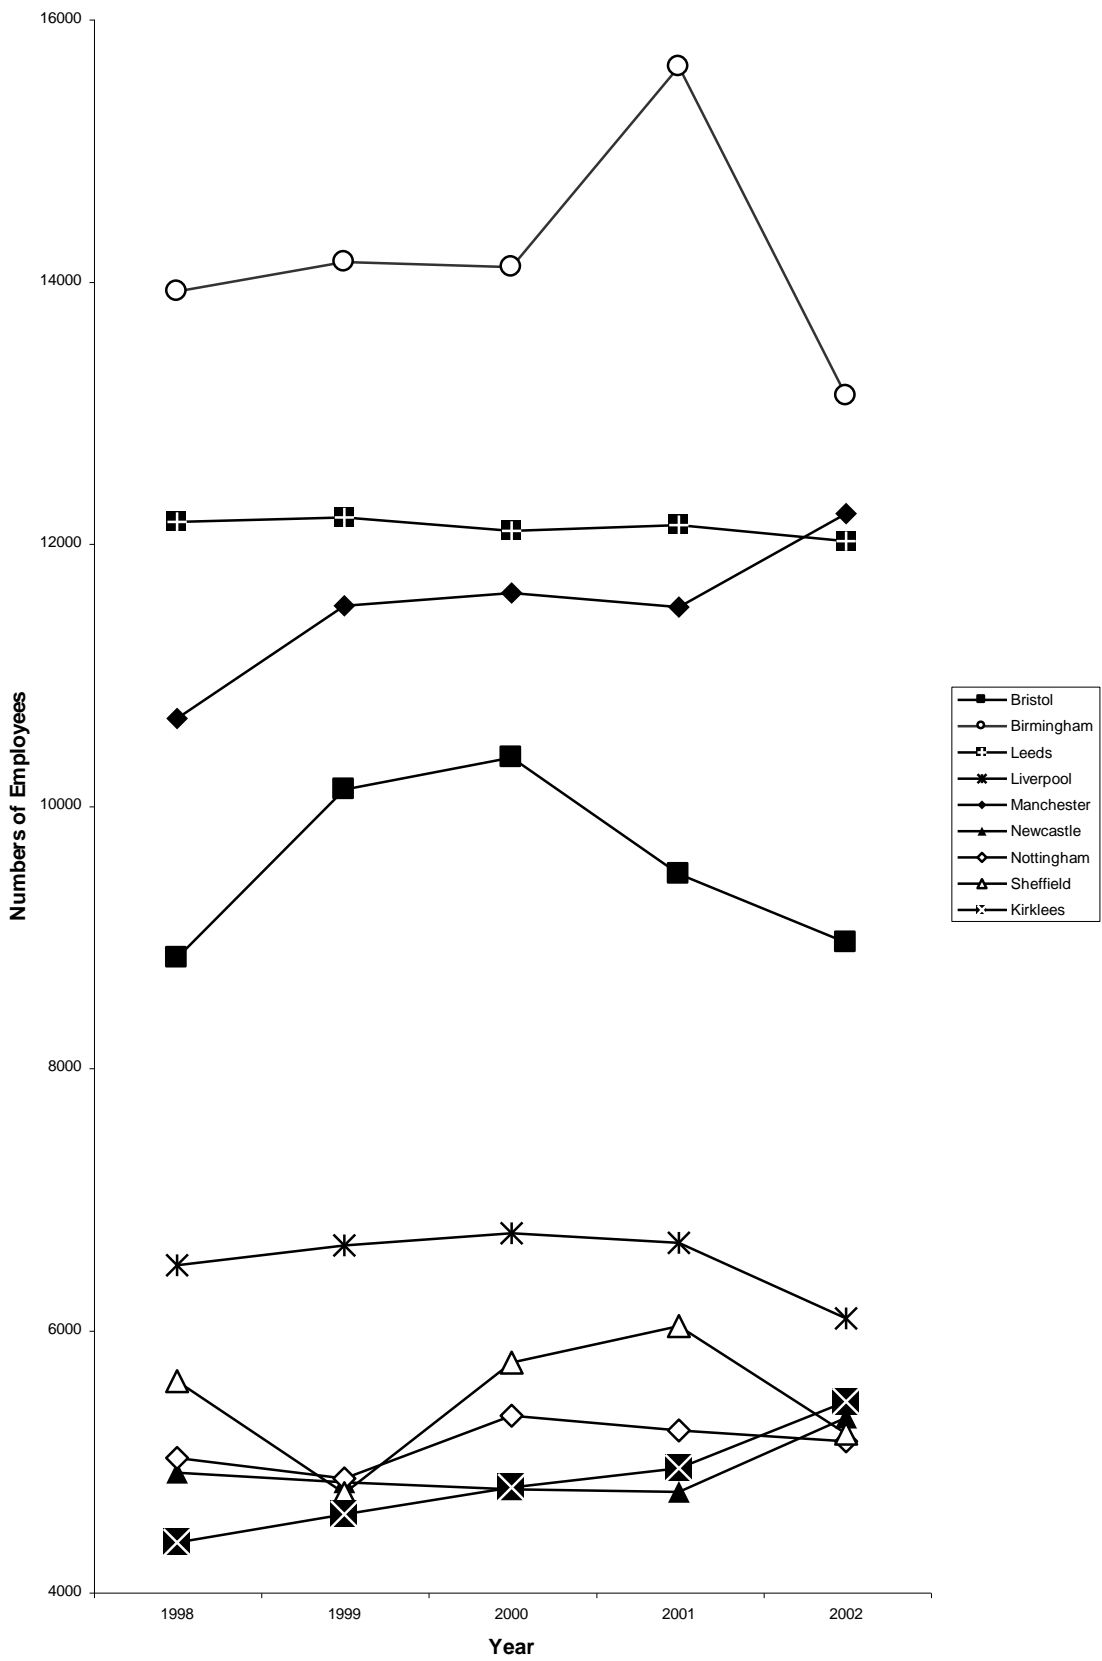 16000
14000
12000
10000
8000
6000
4000
Numbers of Employees
1998 1999 2000 2001 2002
Year
Bristol
Birmingham
Leeds
Liverpool
Manchester
Newcastle
Nottingham
Sheffield
Kirklees